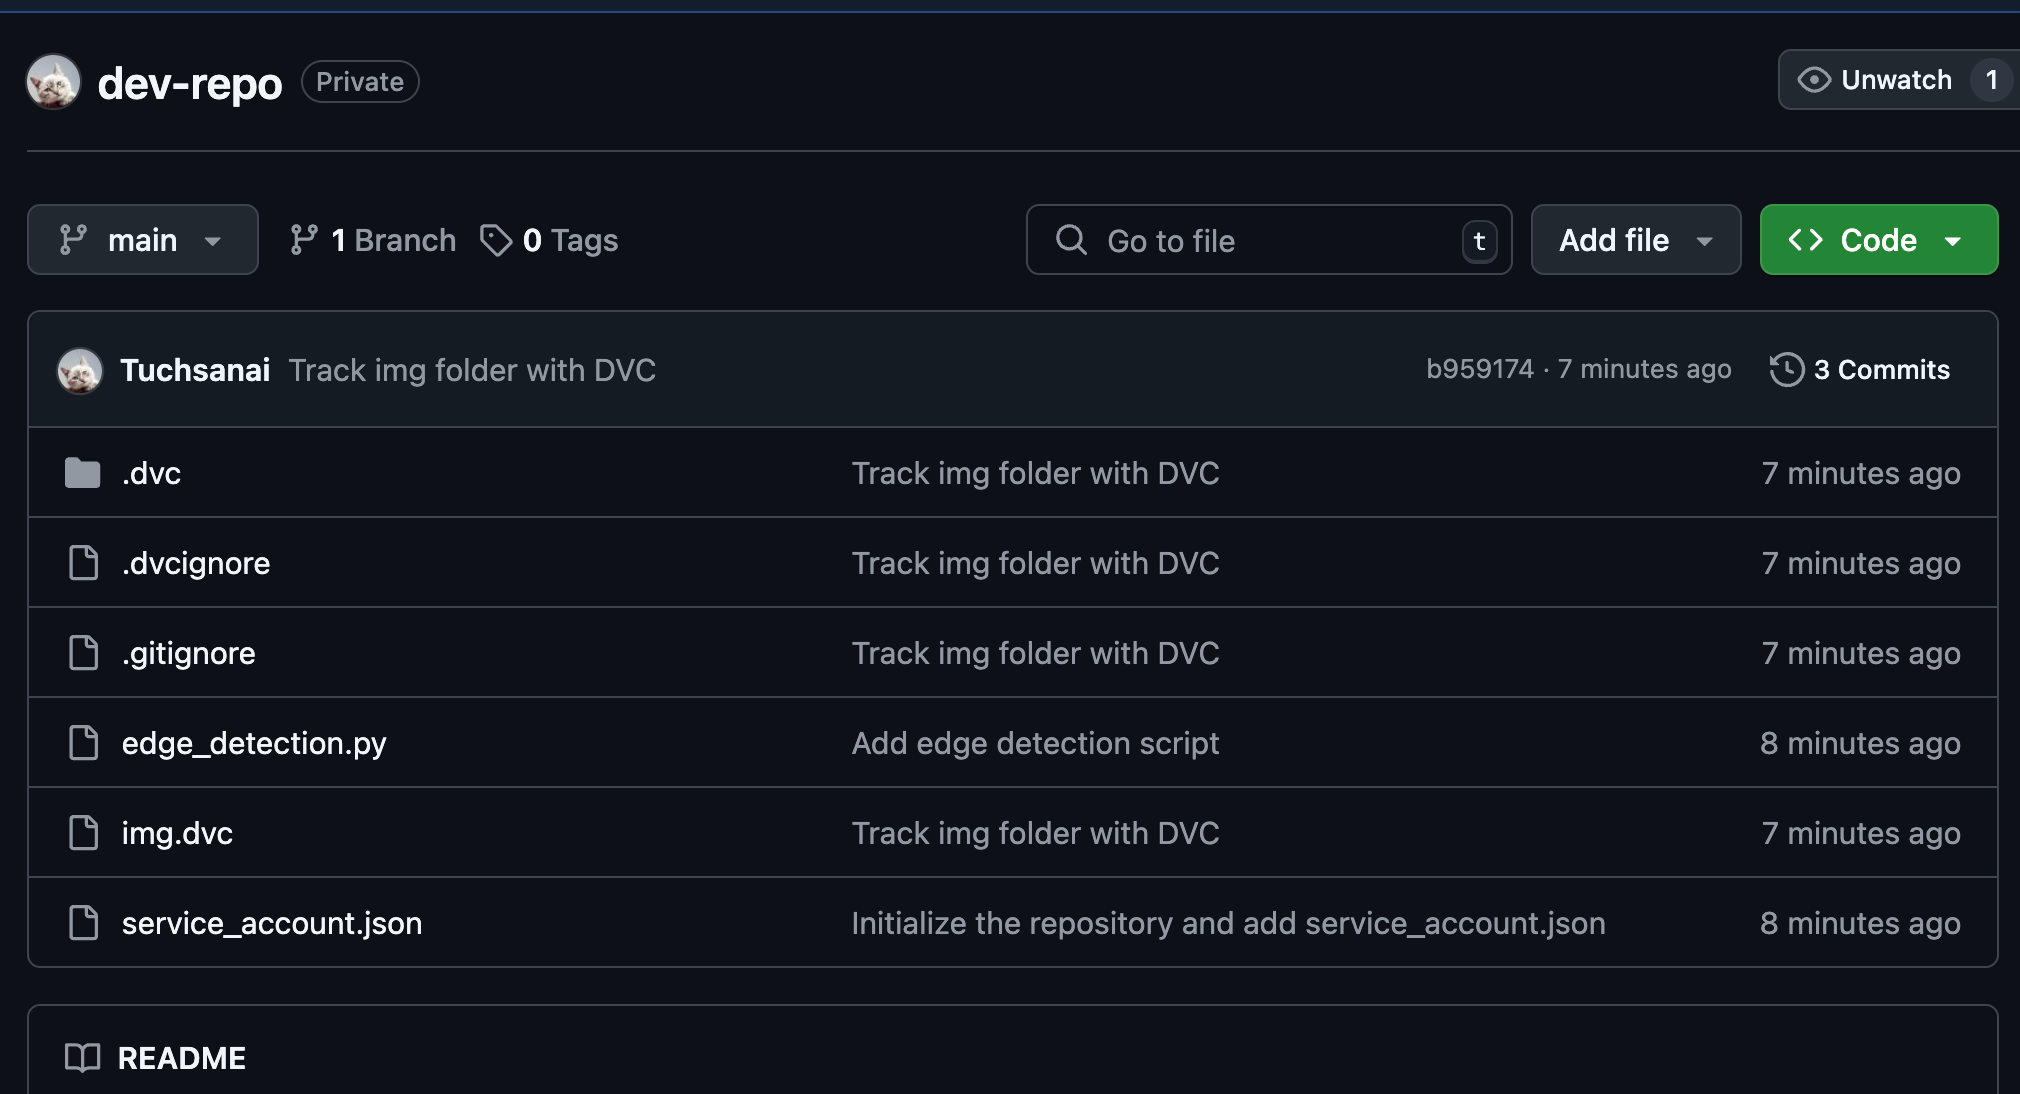 dev-repo Private Unwatch 1
main 1 Branch 0 Tags Go to file t Add file Code
Tuchsanai Track img folder with DVC b959174 · 7 minutes ago 3 Commits
.dvc Track img folder with DVC 7 minutes ago
.dvcignore Track img folder with DVC 7 minutes ago
.gitignore Track img folder with DVC 7 minutes ago
edge_detection.py Add edge detection script 8 minutes ago
img.dvc Track img folder with DVC 7 minutes ago
service_account.json Initialize the repository and add service_account.json 8 minutes ago
README